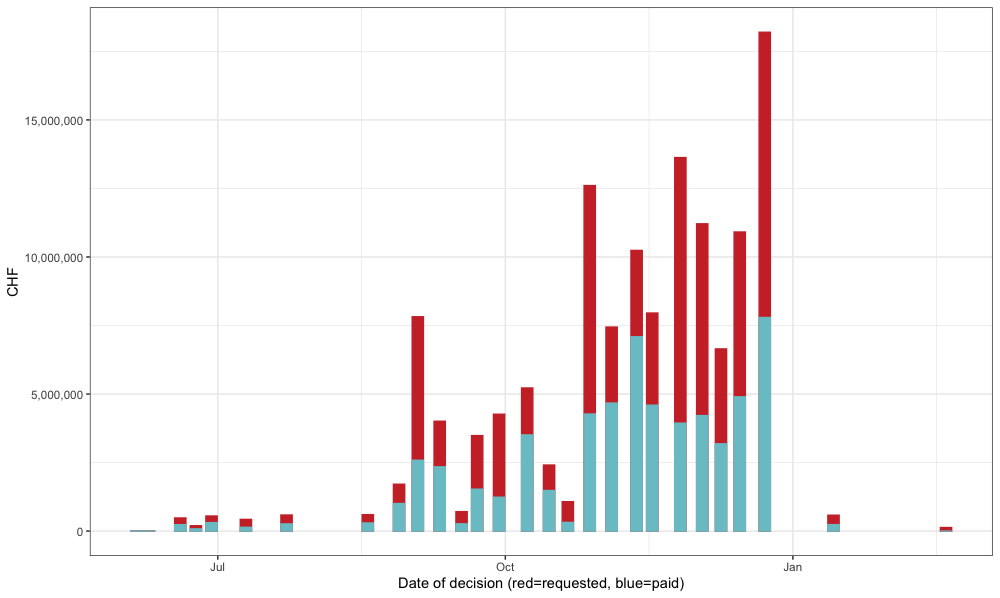 15,000,000
10,000,000
5,000,000
0
CHF
Jul
Oct
Jan
Date of decision (red=requested, blue=paid)